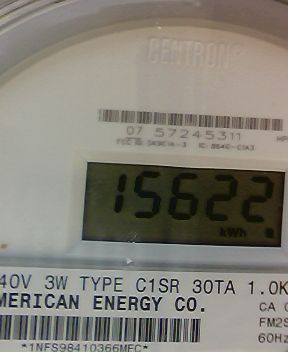 CENTRON®
07 57245311
15622
kWh
40V 3W TYPE C1SR 30TA 1.0K
MERICAN ENERGY CO.
CA
FM2S
60Hz
*1NFS98410366MEC*